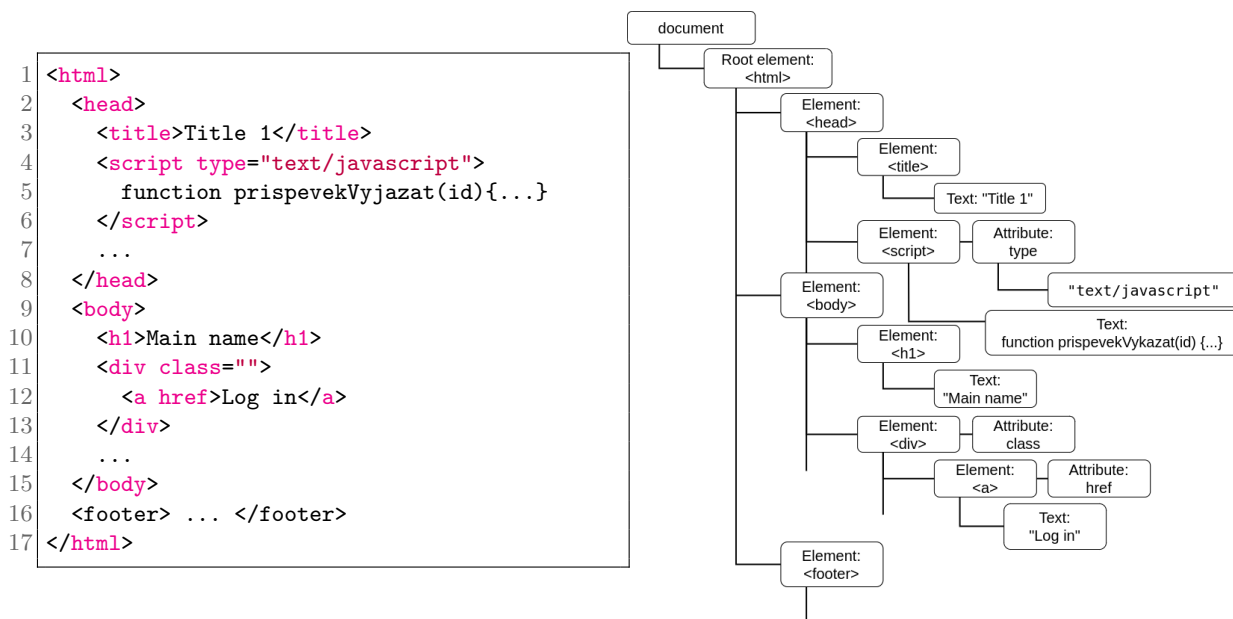 1 <html>
2   <head>
3     <title>Title 1</title>
4     <script type="text/javascript">
5       function prispevekVyjazat(id){...}
6     </script>
7     ...
8   </head>
9   <body>
10     <h1>Main name</h1>
11     <div class="">
12       <a href>Log in</a>
13     </div>
14     ...
15   </body>
16   <footer> ... </footer>
17 </html>
document
Root element:
<html>
Element:
<head>
Element:
<title>
Text: "Title 1"
Element:
<script>
Attribute:
type
"text/javascript"
Text:
function prispevekVykazat(id) {...}
Element:
<body>
Element:
<h1>
Text:
"Main name"
Element:
<div>
Attribute:
class
Element:
<a>
Attribute:
href
Text:
"Log in"
Element:
<footer>